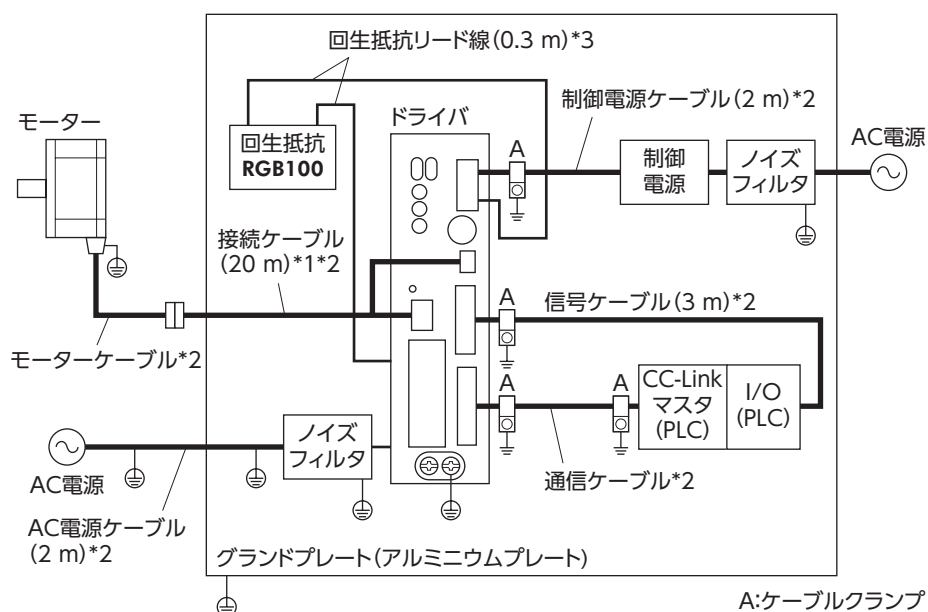 回生抵抗リード線(0.3 m)*3
制御電源ケーブル(2 m)*2
モーター
ドライバ
AC電源
回生抵抗
RGB100
A
制御
電源
ノイズ
フィルタ
接続ケーブル
(20 m)*1*2
A
信号ケーブル(3 m)*2
モーターケーブル*2
A
A
CC-Link
マスタ
(PLC)
I/O
(PLC)
ノイズ
フィルタ
通信ケーブル*2
AC電源
AC電源ケーブル
(2 m)*2
グランドプレート(アルミニウムプレート)
A:ケーブルクランプ